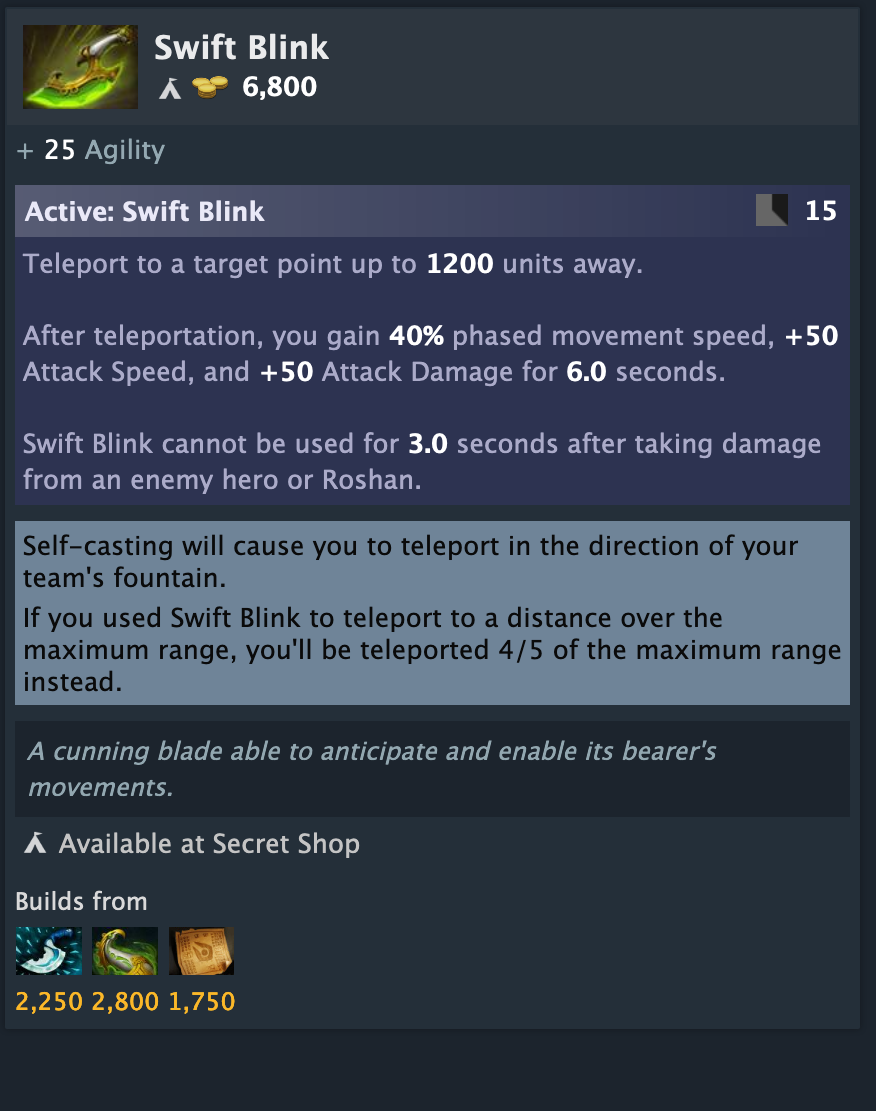 Swift Blink
6,800
+ 25 Agility
Active: Swift Blink 15
Teleport to a target point up to 1200 units away.
After teleportation, you gain 40% phased movement speed, +50
Attack Speed, and +50 Attack Damage for 6.0 seconds.
Swift Blink cannot be used for 3.0 seconds after taking damage
from an enemy hero or Roshan.
Self-casting will cause you to teleport in the direction of your
team's fountain.
If you used Swift Blink to teleport to a distance over the
maximum range, you'll be teleported 4/5 of the maximum range
instead.
A cunning blade able to anticipate and enable its bearer's
movements.
Available at Secret Shop
Builds from
2,250 2,800 1,750